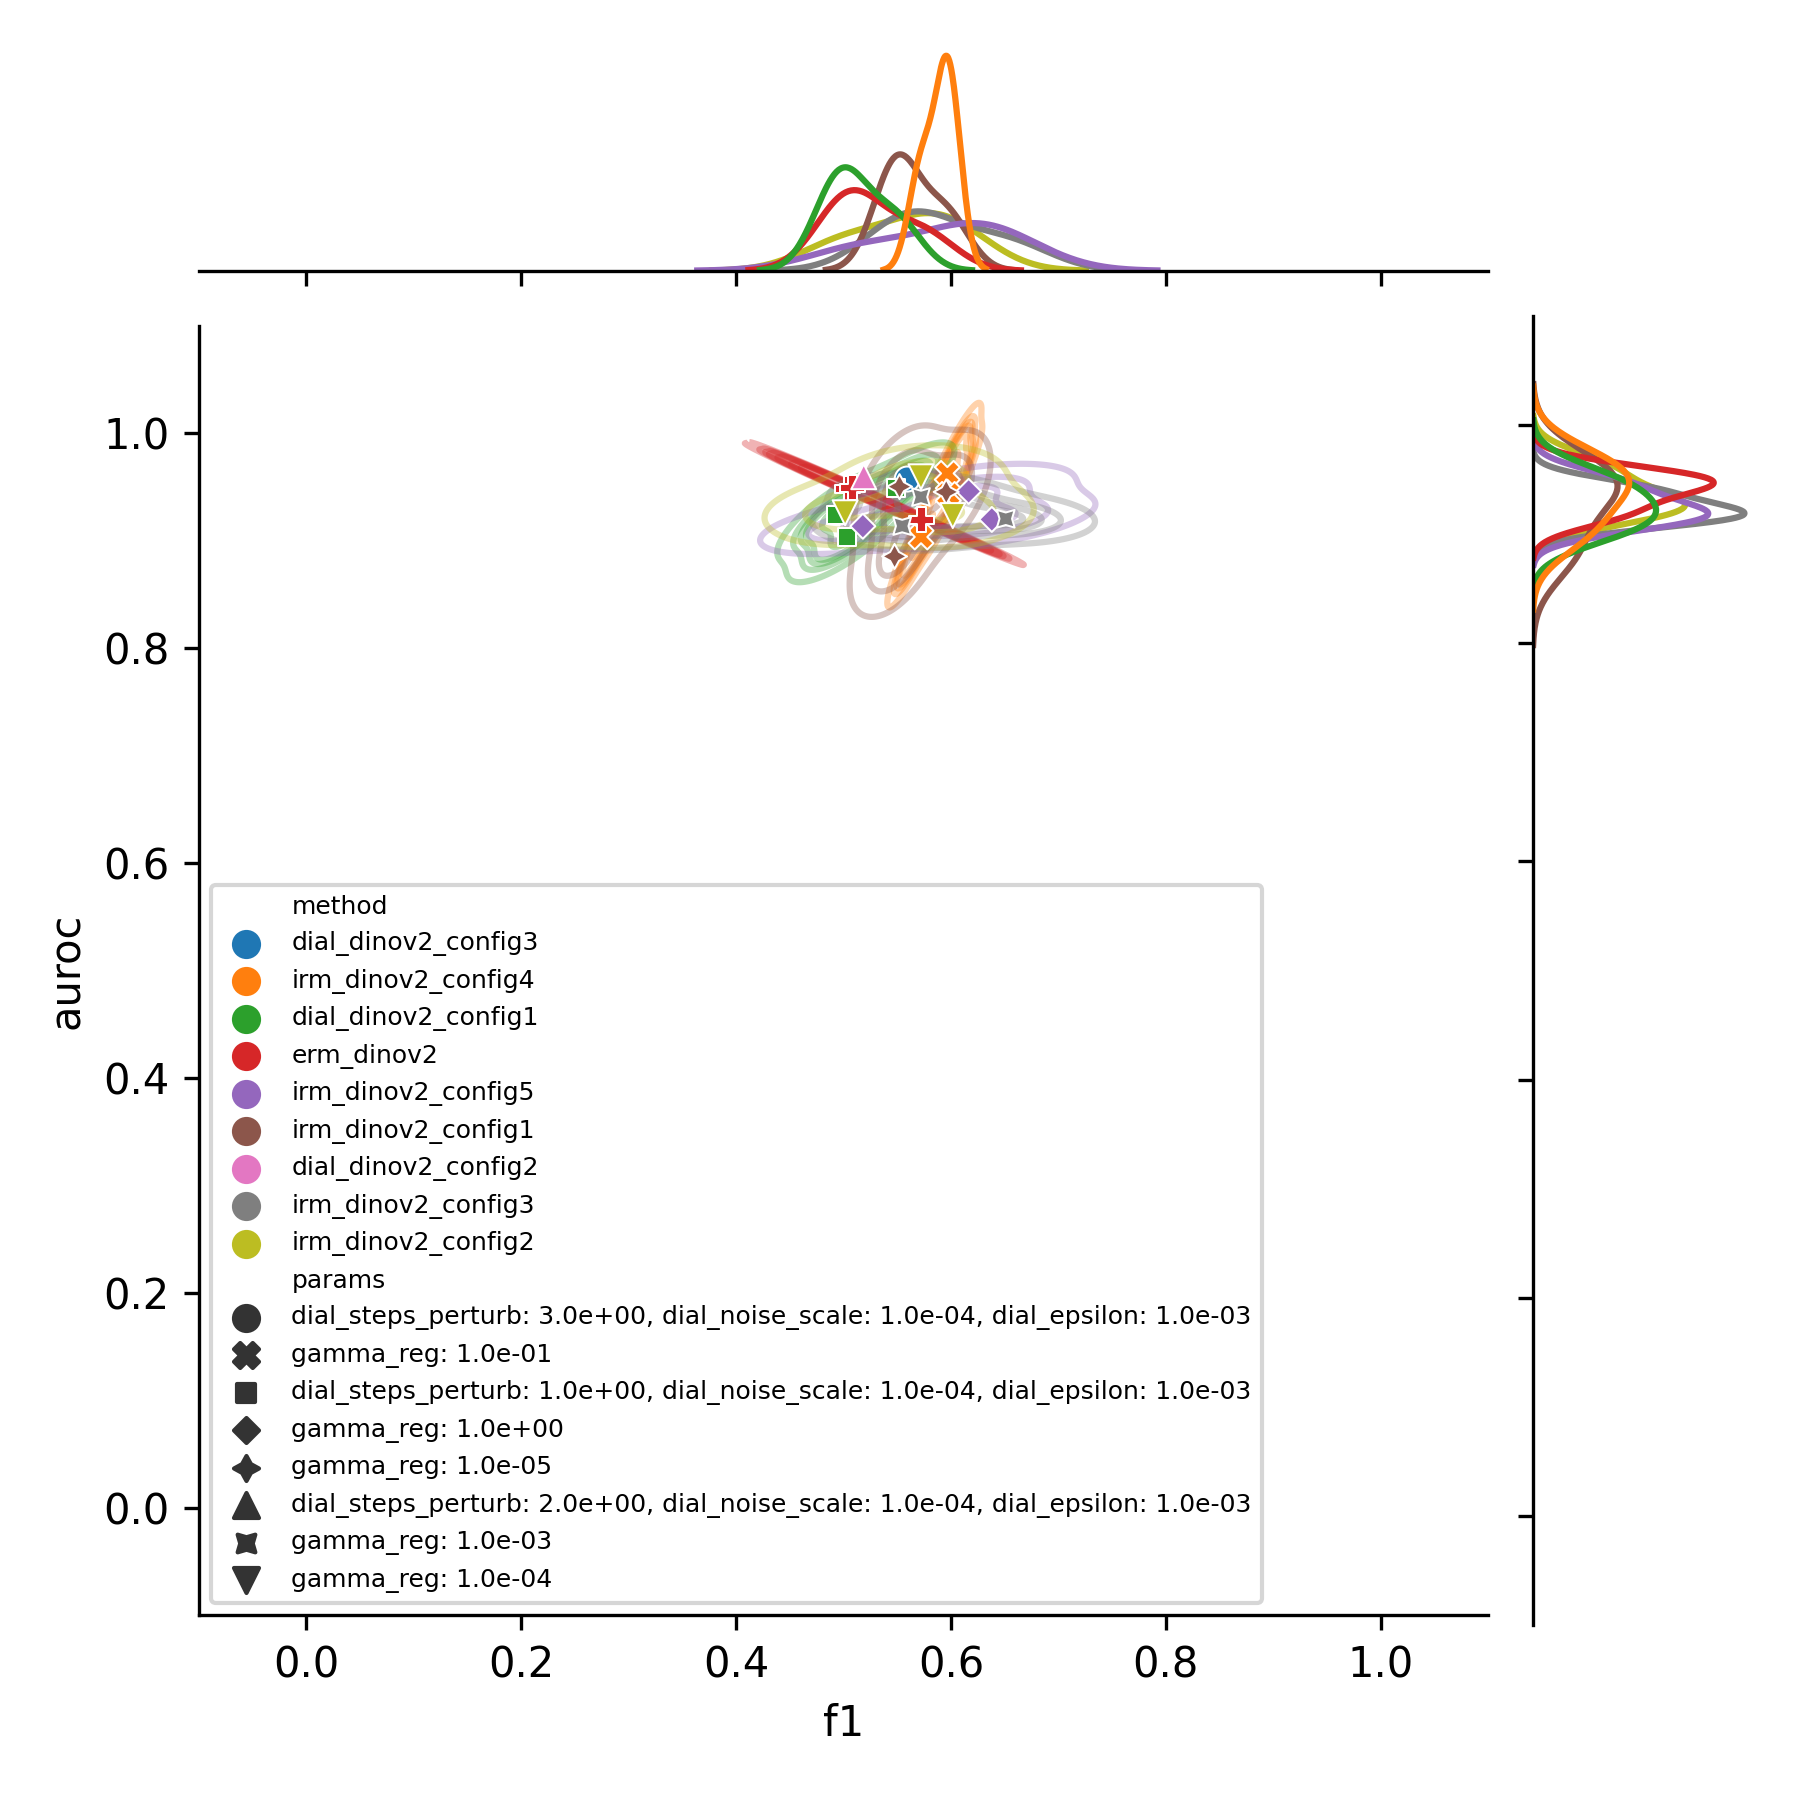 1.0
0.8
0.6
0.4
0.2
0.0
auroc
method
dial_dinov2_config3
irm_dinov2_config4
dial_dinov2_config1
erm_dinov2
irm_dinov2_config5
irm_dinov2_config1
dial_dinov2_config2
irm_dinov2_config3
irm_dinov2_config2
params
dial_steps_perturb: 3.0e+00, dial_noise_scale: 1.0e-04, dial_epsilon: 1.0e-03
gamma_reg: 1.0e-01
dial_steps_perturb: 1.0e+00, dial_noise_scale: 1.0e-04, dial_epsilon: 1.0e-03
gamma_reg: 1.0e+00
gamma_reg: 1.0e-05
dial_steps_perturb: 2.0e+00, dial_noise_scale: 1.0e-04, dial_epsilon: 1.0e-03
gamma_reg: 1.0e-03
gamma_reg: 1.0e-04
0.0 0.2 0.4 0.6 0.8 1.0
f1